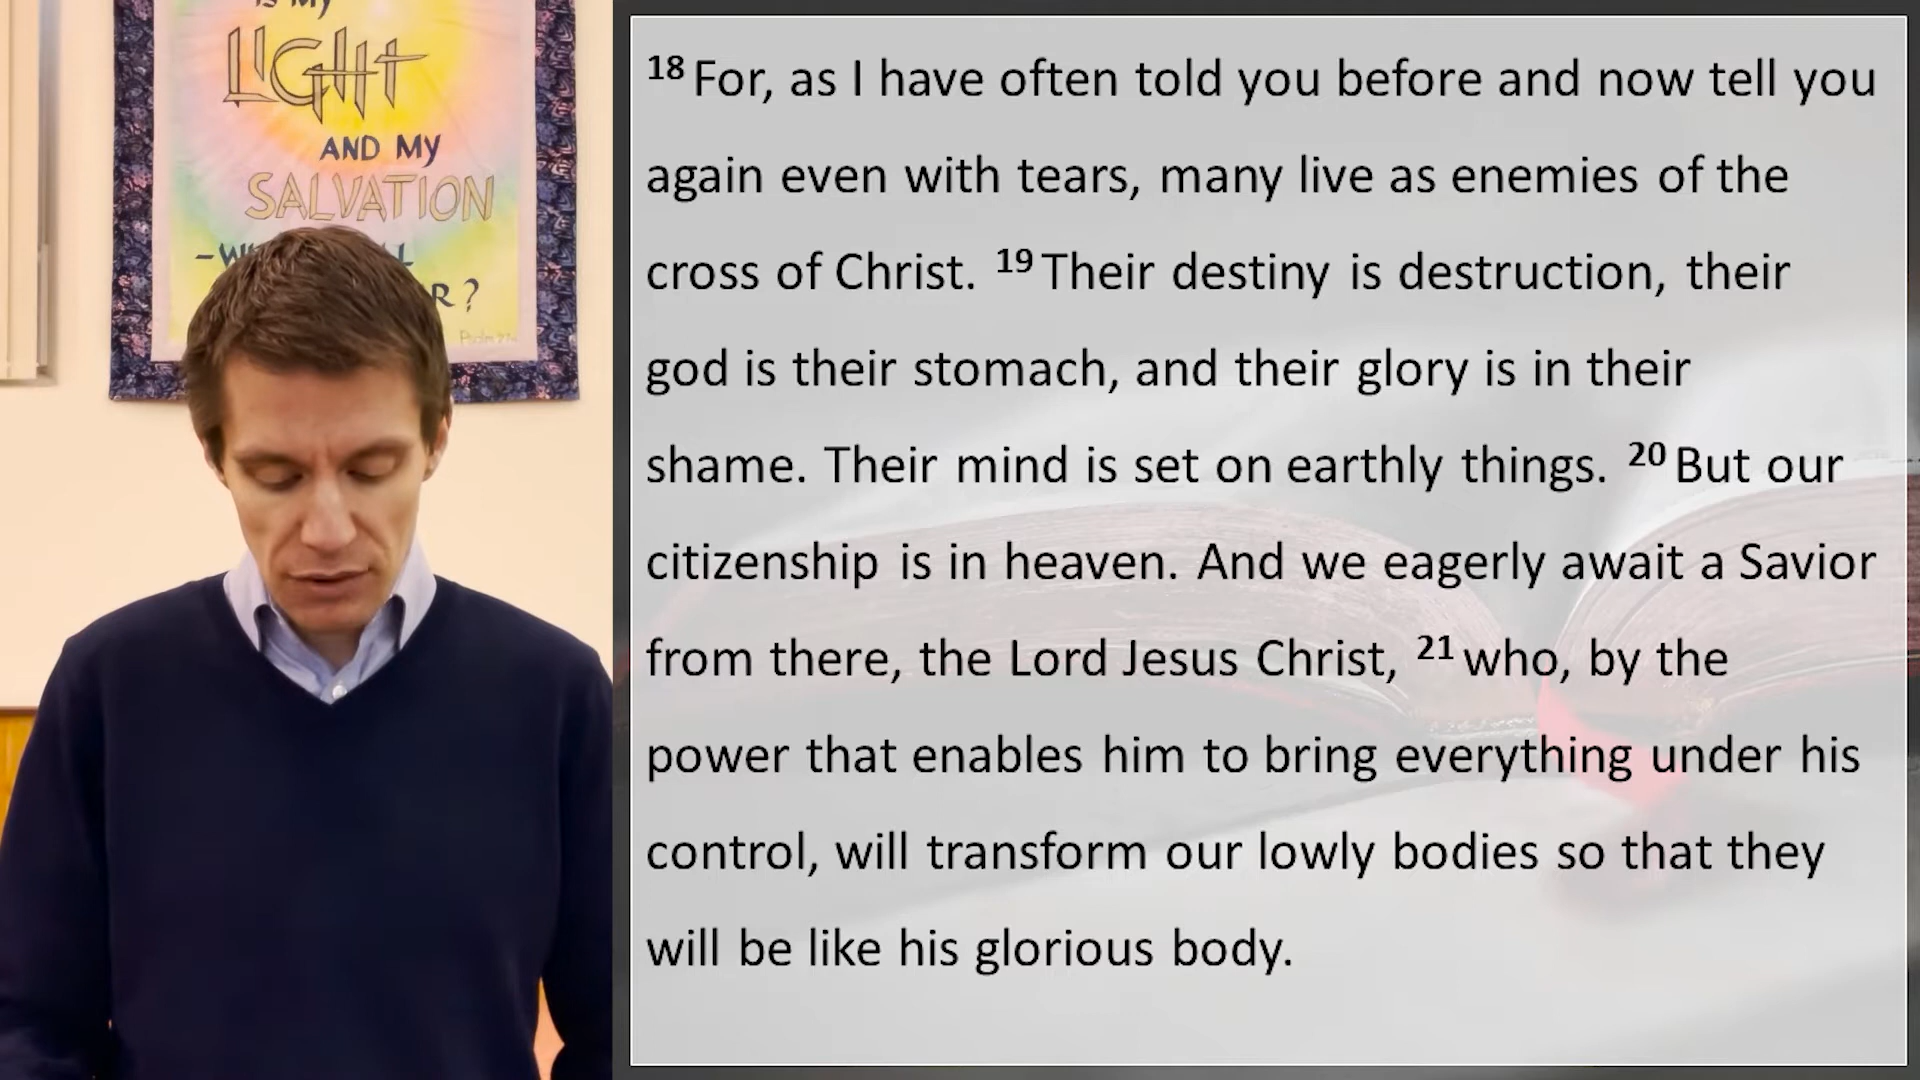 is My
LIGHT
AND MY
SALVATION
R?
18 For, as I have often told you before and now tell you
again even with tears, many live as enemies of the
cross of Christ. 19 Their destiny is destruction, their
god is their stomach, and their glory is in their
shame. Their mind is set on earthly things. 20 But our
citizenship is in heaven. And we eagerly await a Savior
from there, the Lord Jesus Christ, 21 who, by the
power that enables him to bring everything under his
control, will transform our lowly bodies so that they
will be like his glorious body.